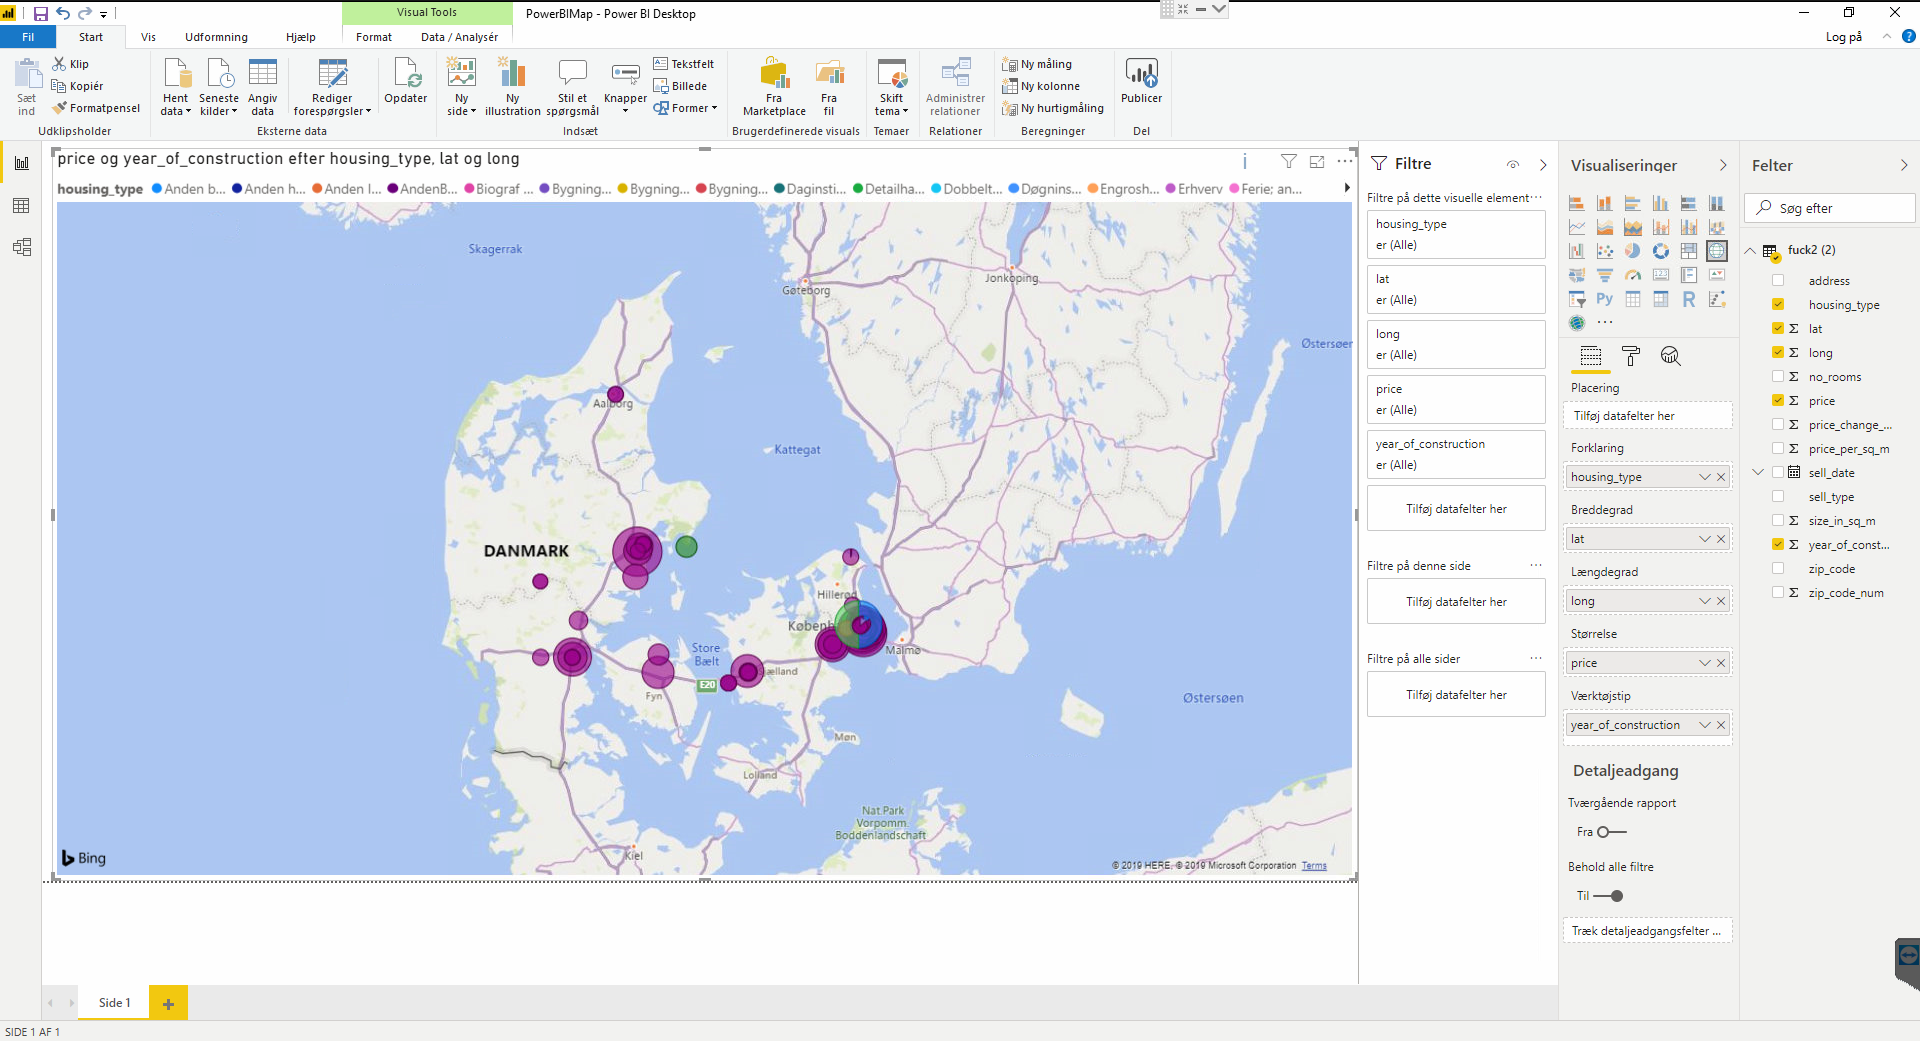 Visual Tools
PowerBIMap - Power BI Desktop
Fil
Start
Vis
Udformning
Hjælp
Format
Data / Analysér
Log på
Sæt ind
Klip
Kopiér
Formatpensel
Udklipsholder
Hent data
Seneste kilder
Angiv data
Rediger forespørgsler
Opdater
Eksterne data
Ny side
Ny illustration
Stil et spørgsmål
Knapper
Tekstfelt
Billede
Former
Indsæt
Fra Marketplace
Fra fil
Brugerdefinerede visuals
Skift tema
Temaer
Administrer relationer
Relationer
Ny måling
Ny kolonne
Ny hurtigmåling
Beregninger
Publicer
Del
price og year_of_construction efter housing_type, lat og long
housing_type Anden b... Anden h... Anden l... AndenB... Biograf ... Bygning... Bygning... Bygning... Daginsti... Detailha... Dobbelt... Døgnins... Engrosh... Erhverv Ferie; an...
Skagerrak
Gøteborg
Jonkoping
Østersøen
Aalborg
Kattegat
DANMARK
Hillerød
København
Malmø
Store Bælt
Sjælland
E20
Fyn
Østersøen
Møn
Lolland
Nat.Park
Vorpomm.
Boddenlandschaft
Kiel
Bing
© 2019 HERE, © 2019 Microsoft Corporation Terms
Filtre
Filtre på dette visuelle element ...
housing_type
er (Alle)
lat
er (Alle)
long
er (Alle)
price
er (Alle)
year_of_construction
er (Alle)
Tilføj datafelter her
Filtre på denne side ...
Tilføj datafelter her
Filtre på alle sider ...
Tilføj datafelter her
Visualiseringer
Py
R
Placering
Tilføj datafelter her
Forklaring
housing_type
Breddegrad
lat
Længdegrad
long
Størrelse
price
Værktøjstip
year_of_construction
Detaljeadgang
Tværgående rapport
Fra
Behold alle filtre
Til
Træk detaljeadgangsfelter ...
Felter
Søg efter
fuck2 (2)
address
housing_type
Σ lat
Σ long
Σ no_rooms
Σ price
Σ price_change_...
Σ price_per_sq_m
sell_date
sell_type
Σ size_in_sq_m
Σ year_of_const...
zip_code
Σ zip_code_num
Side 1
SIDE 1 AF 1